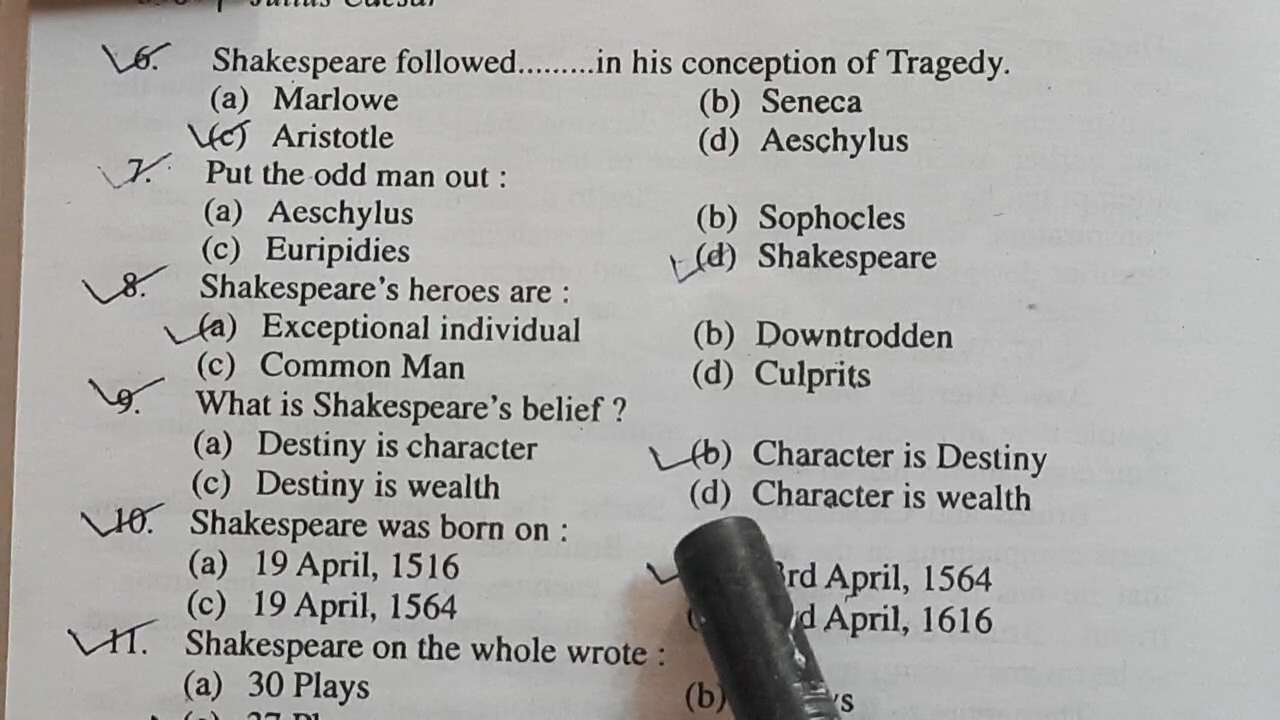 Julius Caesar
6. Shakespeare followed.........in his conception of Tragedy.
(a) Marlowe (b) Seneca
(c) Aristotle (d) Aeschylus
7. Put the odd man out :
(a) Aeschylus (b) Sophocles
(c) Euripidies (d) Shakespeare
8. Shakespeare's heroes are :
(a) Exceptional individual (b) Downtrodden
(c) Common Man (d) Culprits
9. What is Shakespeare's belief ?
(a) Destiny is character (b) Character is Destiny
(c) Destiny is wealth (d) Character is wealth
10. Shakespeare was born on :
(a) 19 April, 1516 3rd April, 1564
(c) 19 April, 1564 d April, 1616
11. Shakespeare on the whole wrote :
(a) 30 Plays (b)